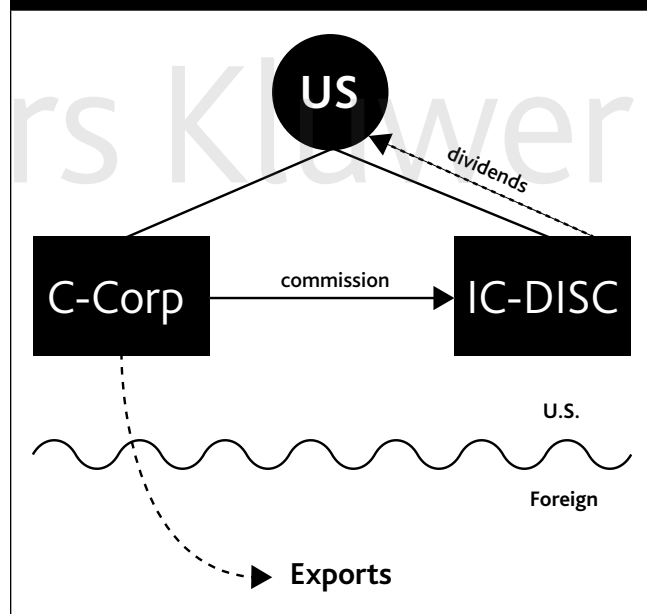 US
rs Kluwer
dividends
C-Corp
commission
IC-DISC
U.S.
Foreign
Exports